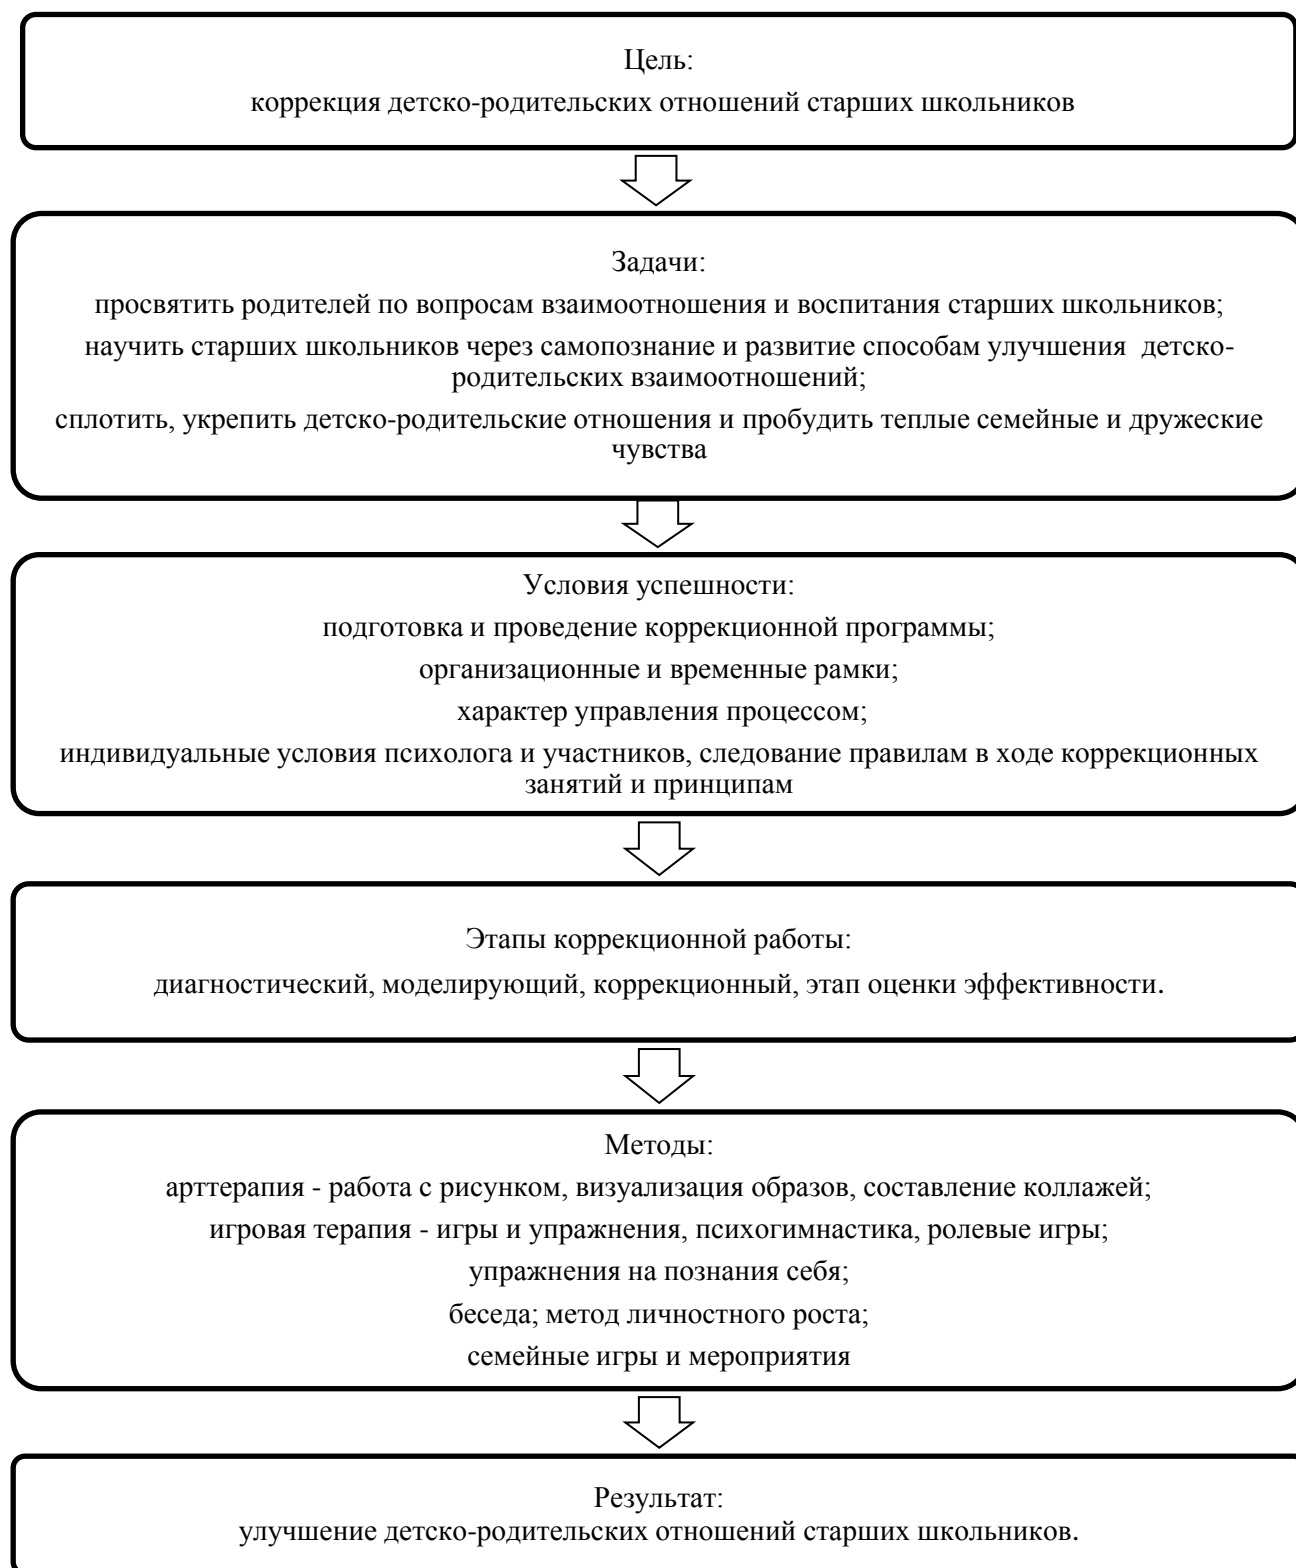 Цель:
коррекция детско-родительских отношений старших школьников
Задачи:
просвятить родителей по вопросам взаимоотношения и воспитания старших школьников;
научить старших школьников через самопознание и развитие способам улучшения  детско-
родительских взаимоотношений;
сплотить, укрепить детско-родительские отношения и пробудить теплые семейные и дружеские
чувства
Условия успешности:
подготовка и проведение коррекционной программы;
организационные и временные рамки;
характер управления процессом;
индивидуальные условия психолога и участников, следование правилам в ходе коррекционных
занятий и принципам
Этапы коррекционной работы:
диагностический, моделирующий, коррекционный, этап оценки эффективности.
Методы:
арттерапия - работа с рисунком, визуализация образов, составление коллажей;
игровая терапия - игры и упражнения, психогимнастика, ролевые игры;
упражнения на познания себя;
беседа; метод личностного роста;
семейные игры и мероприятия
Результат:
улучшение детско-родительских отношений старших школьников.